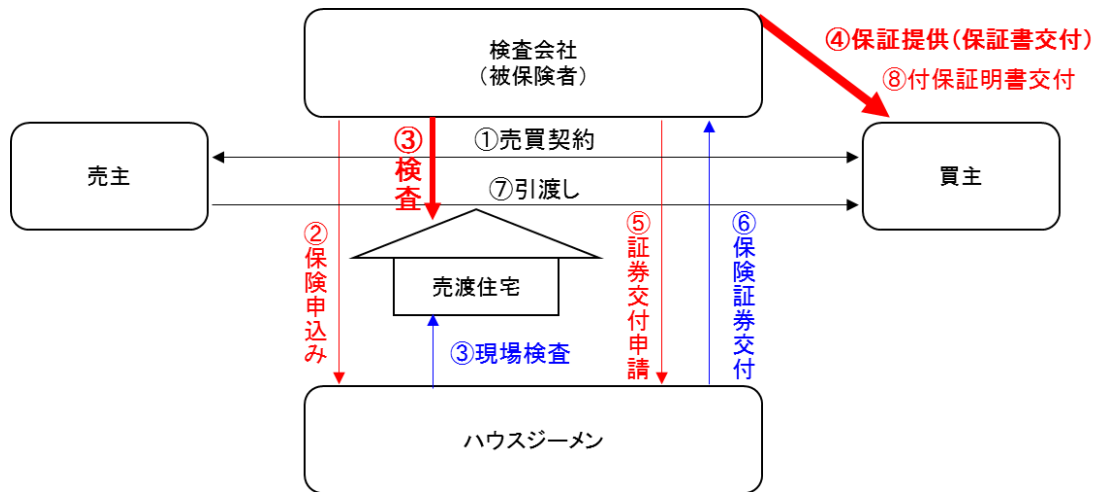 検査会社
（被保険者）
④保証提供（保証書交付）
⑧付保証明書交付
売主
①売買契約
⑦引渡し
買主
③検査
売渡住宅
②保険申込み
③現場検査
⑤証券交付申請
⑥保険証券交付
ハウスジーメン